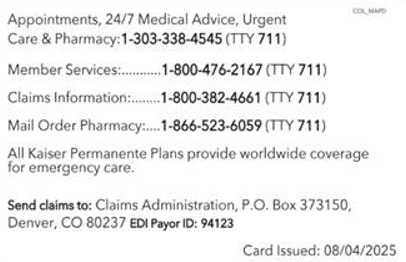 COL_MAPD
Appointments, 24/7 Medical Advice, Urgent
Care & Pharmacy:1-303-338-4545 (TTY 711)
Member Services:...........1-800-476-2167 (TTY 711)
Claims Information:........1-800-382-4661 (TTY 711)
Mail Order Pharmacy:....1-866-523-6059 (TTY 711)
All Kaiser Permanente Plans provide worldwide coverage
for emergency care.
Send claims to: Claims Administration, P.O. Box 373150,
Denver, CO 80237 EDI Payor ID: 94123
Card Issued: 08/04/2025